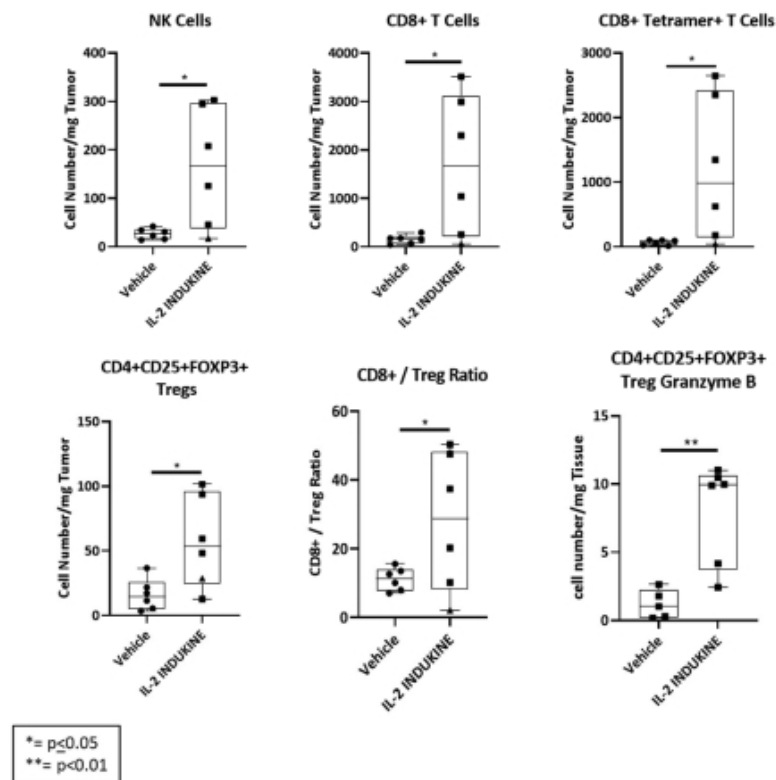 NK Cells
CD8+ T Cells
CD8+ Tetramer+ T Cells
Cell Number/mg Tumor
400
300
200
100
0
*
Vehicle
IL-2 INDUKINE
Cell Number/mg Tumor
4000
3000
2000
1000
0
*
Vehicle
IL-2 INDUKINE
Cell Number/mg Tumor
3000
2000
1000
0
*
Vehicle
IL-2 INDUKINE
CD4+CD25+FOXP3+
Tregs
CD8+ / Treg Ratio
CD4+CD25+FOXP3+
Treg Granzyme B
Cell Number/mg Tumor
150
100
50
0
*
Vehicle
IL-2 INDUKINE
CD8+ / Treg Ratio
60
40
20
0
*
Vehicle
IL-2 INDUKINE
cell number/mg Tissue
15
10
5
0
**
Vehicle
IL-2 INDUKINE
*= p≤0.05
**= p<0.01